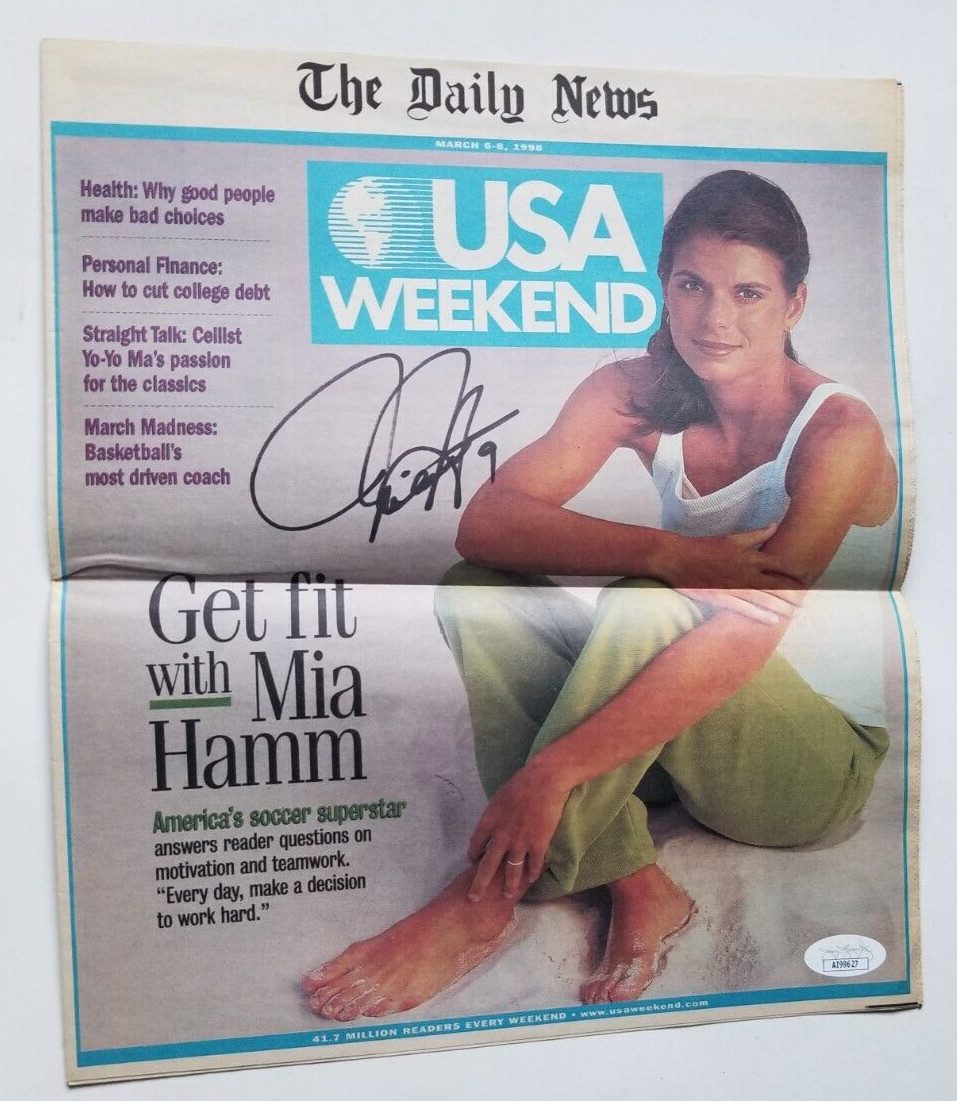 The Daily News
MARCH 6-8, 1998
USA
WEEKEND
Health: Why good people
make bad choices
Personal Finance:
How to cut college debt
Straight Talk: Cellist
Yo-Yo Ma's passion
for the classics
March Madness:
Basketball's
most driven coach
9
Get fit
with Mia
Hamm
America's soccer superstar
answers reader questions on
motivation and teamwork.
“Every day, make a decision
to work hard.”
AI99627
41.7 MILLION READERS EVERY WEEKEND • www.usaweekend.com